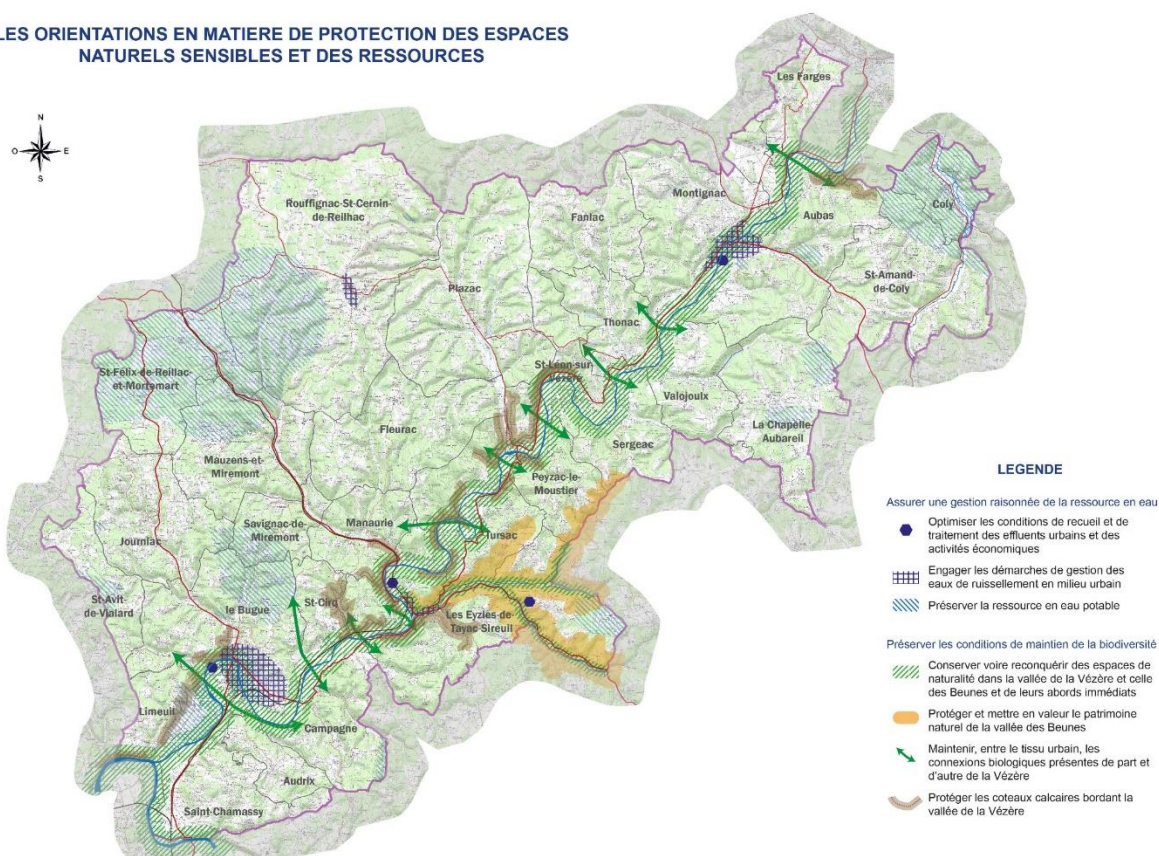 LES ORIENTATIONS EN MATIERE DE PROTECTION DES ESPACES
NATURELS SENSIBLES ET DES RESSOURCES
N
O
E
S
Les Farges
Montignac
Aubas
Coly
Rouffignac-St-Cernin-
de-Reilhac
Fanlac
St-Amand-
de-Coly
Plazac
Thonac
St-Félix-de-Reillac-
et-Mortemart
St-Léon-sur-
Vézère
Valojoulx
La Chapelle-
Aubareil
Fleurac
Sergeac
Mauzens-et-
Miremont
Peyzac-le-
Moustier
Savignac-de-
Miremont
Manaurie
Tursac
Journiac
St-Avit
de-Vialard
le Bugue
St-Cirq
Les Eyzies-de-
Tayac-Sireuil
Limeuil
Campagne
Audrix
Saint-Chamassy
LEGENDE
Assurer une gestion raisonnée de la ressource en eau
Optimiser les conditions de recueil et de
traitement des effluents urbains et des
activités économiques
Engager les démarches de gestion des
eaux de ruissellement en milieu urbain
Préserver la ressource en eau potable
Préserver les conditions de maintien de la biodiversité
Conserver voire reconquérir des espaces de
naturalité dans la vallée de la Vézère et celle
des Beunes et de leurs abords immédiats
Protéger et mettre en valeur le patrimoine
naturel de la vallée des Beunes
Maintenir, entre le tissu urbain, les
connexions biologiques présentes de part et
d'autre de la Vézère
Protéger les coteaux calcaires bordant la
vallée de la Vézère